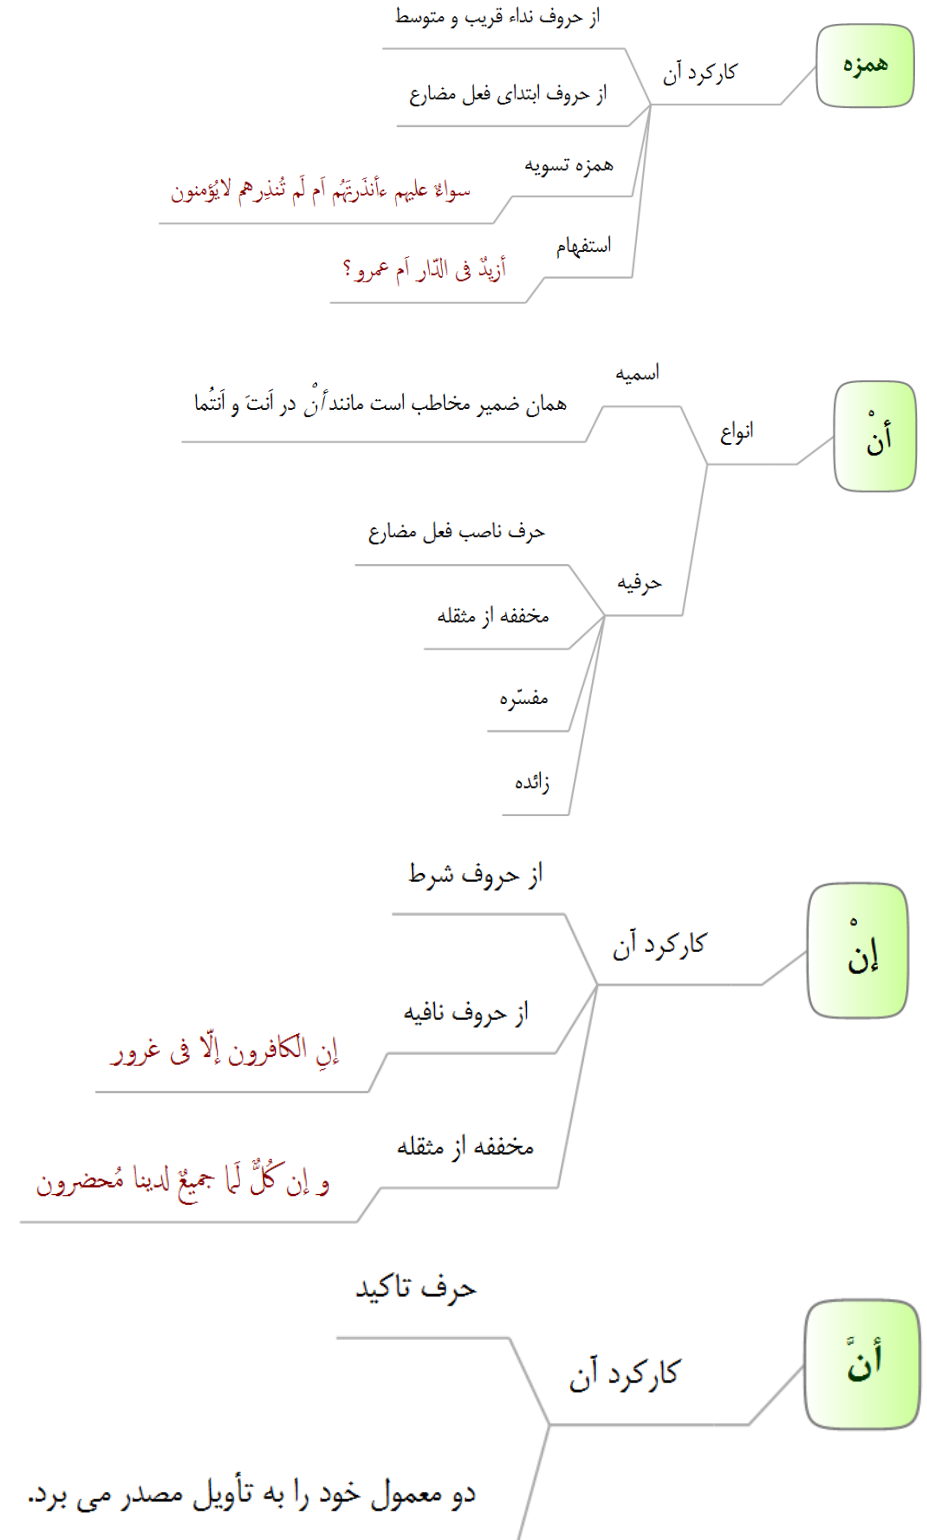 همزه
کارکرد آن
از حروف نداء قریب و متوسط
از حروف ابتدای فعل مضارع
همزه تسویه
سواءٌ علیهم ءأنذَرتَهُم اَم لَم تُنذِرهم لایُؤمنون
استفهام
أزیدٌ فی الدّار اَم عمرو؟
أنْ
انواع
اسمیه
همان ضمیر مخاطب است مانند أنْ در اَنتَ و اَنتُما
حرفیه
حرف ناصب فعل مضارع
مخففه از مثقله
مفسّره
زائده
إنْ
کارکرد آن
از حروف شرط
از حروف نافیه
إنِ الکافرون إلّا فی غرور
مخففه از مثقله
و إن کُلٌّ لَما جمیعٌ لدینا مُحضرون
أنَّ
کارکرد آن
حرف تاکید
دو معمول خود را به تأویل مصدر می برد.